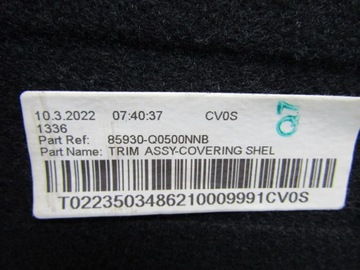 10.3.2022 07:40:37 CV0S
1336
Part Ref: 85930-Q0500NNB
Part Name: TRIM ASSY-COVERING SHEL
T0223503486210009991CV0S